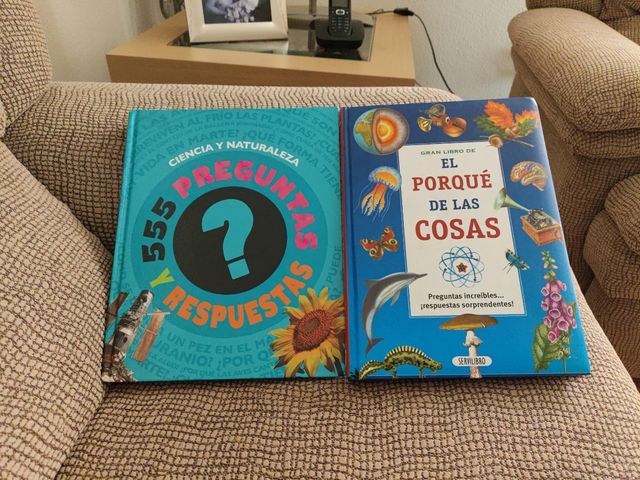 CIENCIA Y NATURALEZA
555 PREGUNTAS
?
Y RESPUESTAS
GRAN LIBRO DE
EL
PORQUÉ
DE LAS
COSAS
Preguntas increíbles...
¡respuestas sorprendentes!
SERVILIBRO